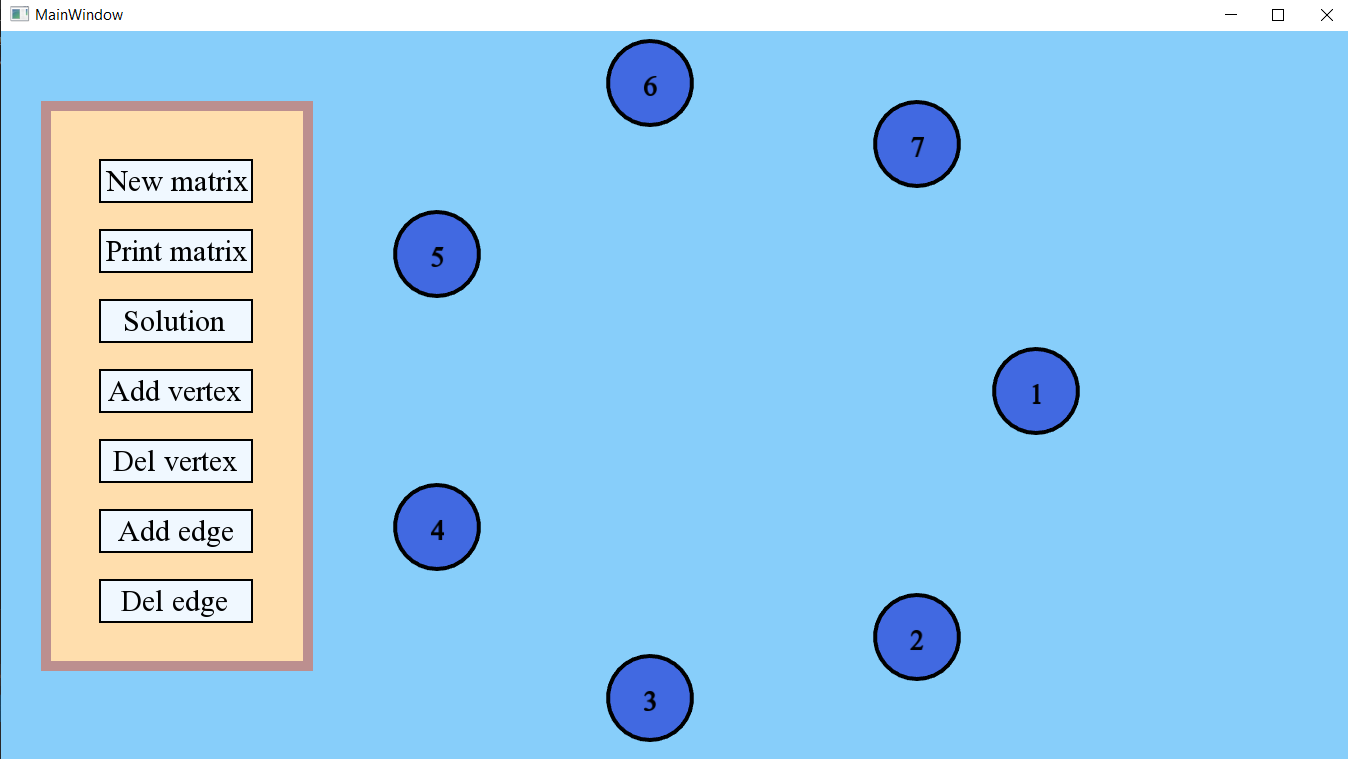 MainWindow
New matrix
Print matrix
Solution
Add vertex
Del vertex
Add edge
Del edge
6
7
5
1
4
2
3